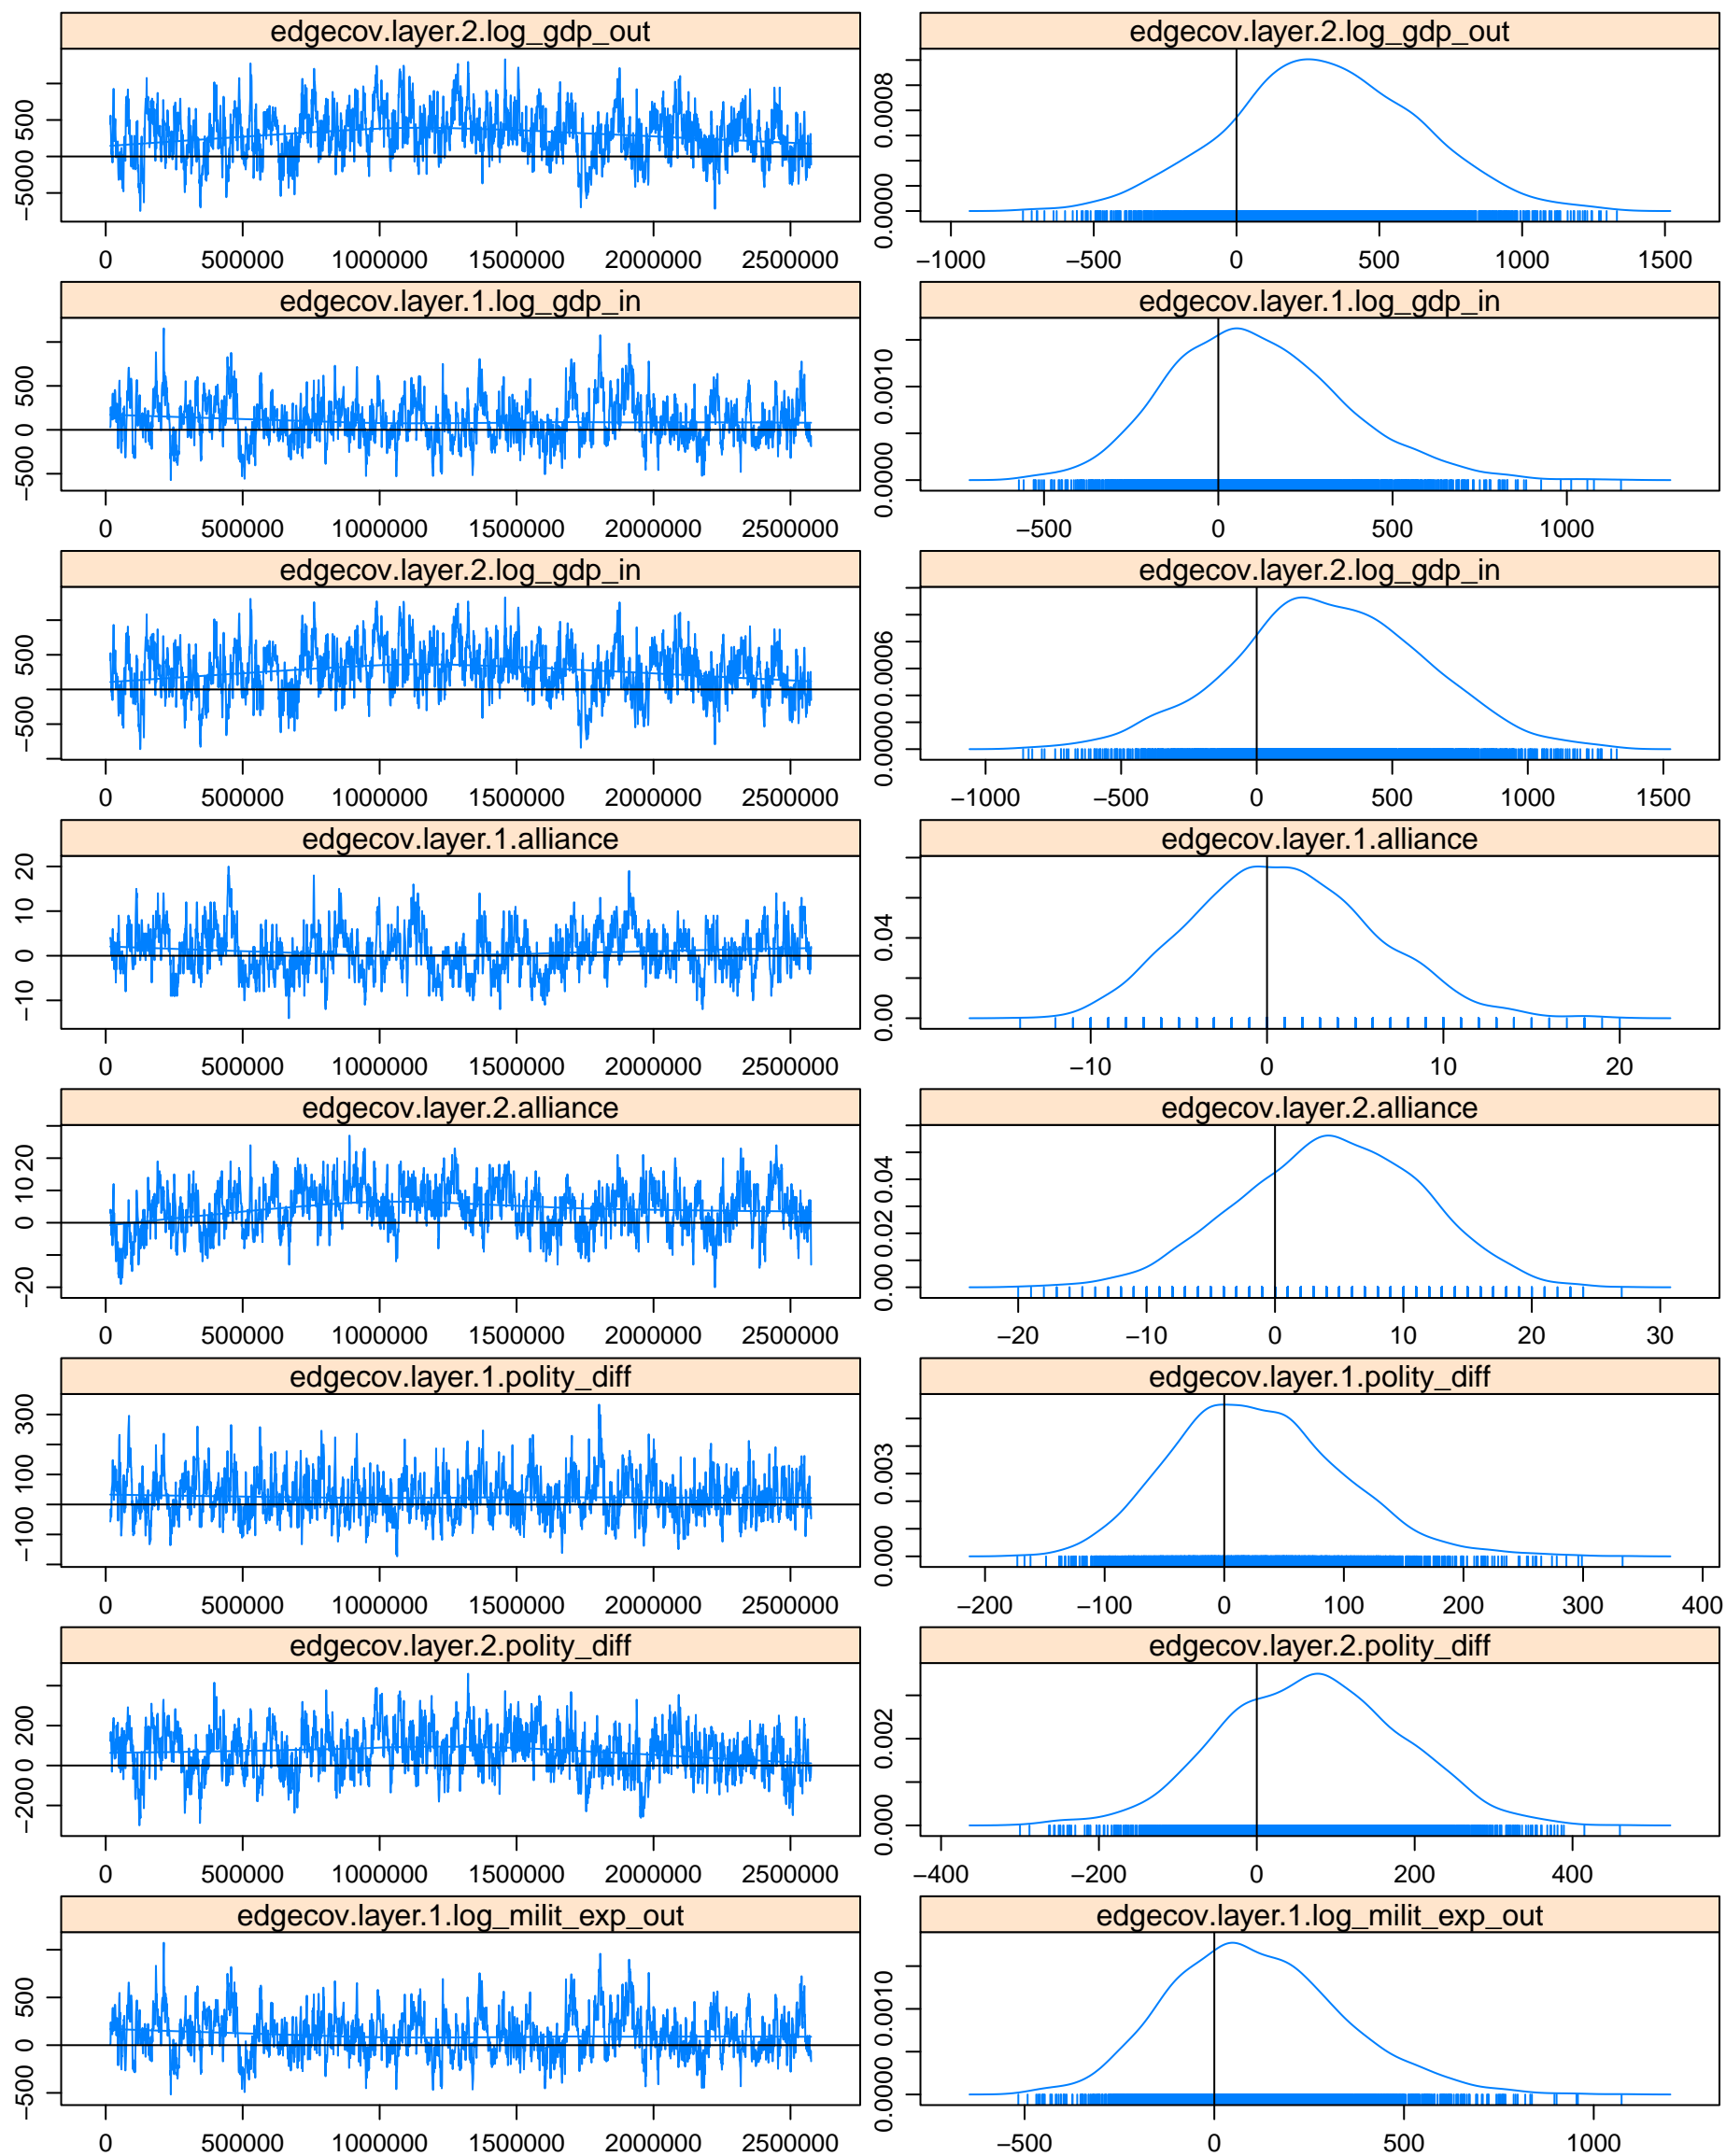 edgecov.layer.2.log_gdp_out edgecov.layer.2.log_gdp_out
−500 0 500 0.0000 0.0008
0 500000 1000000 1500000 2000000 2500000 −1000 −500 0 500 1000 1500
edgecov.layer.1.log_gdp_in edgecov.layer.1.log_gdp_in
−500 0 500 0.0000 0.0010
0 500000 1000000 1500000 2000000 2500000 −500 0 500 1000
edgecov.layer.2.log_gdp_in edgecov.layer.2.log_gdp_in
−500 500 0.0000 0.0006
0 500000 1000000 1500000 2000000 2500000 −1000 −500 0 500 1000 1500
edgecov.layer.1.alliance edgecov.layer.1.alliance
−10 0 10 20 0.00 0.04
0 500000 1000000 1500000 2000000 2500000 −10 0 10 20
edgecov.layer.2.alliance edgecov.layer.2.alliance
−20 0 10 20 0.00 0.02 0.04
0 500000 1000000 1500000 2000000 2500000 −20 −10 0 10 20 30
edgecov.layer.1.polity_diff edgecov.layer.1.polity_diff
−100 100 300 0.000 0.003
0 500000 1000000 1500000 2000000 2500000 −200 −100 0 100 200 300 400
edgecov.layer.2.polity_diff edgecov.layer.2.polity_diff
−200 0 200 0.000 0.002
0 500000 1000000 1500000 2000000 2500000 −400 −200 0 200 400
edgecov.layer.1.log_milit_exp_out edgecov.layer.1.log_milit_exp_out
−500 0 500 0.0000 0.0010
0 500000 1000000 1500000 2000000 2500000 −500 0 500 1000